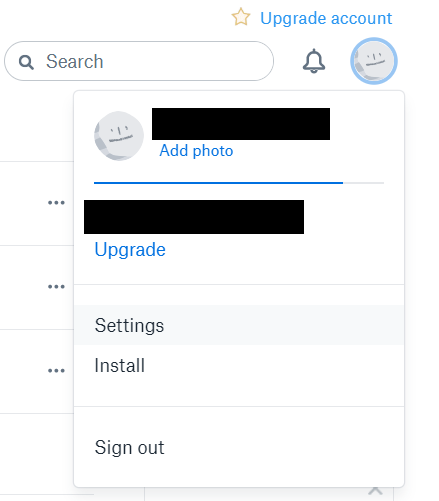 Upgrade account
Search
Add photo
Upgrade
Settings
Install
Sign out